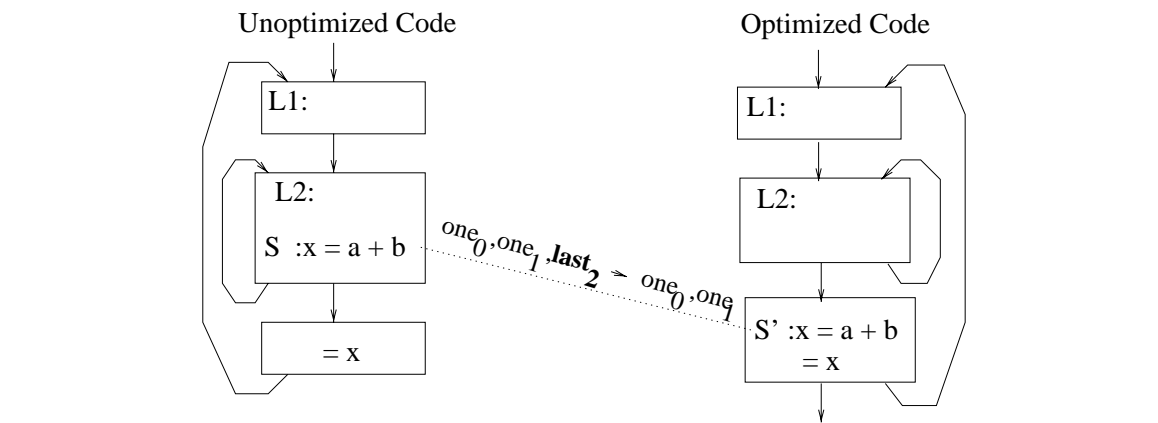 Unoptimized Code
L1:
L2:
S :x = a + b
= x
one0,one1,last2 → one0,one1
Optimized Code
L1:
L2:
S' :x = a + b
= x